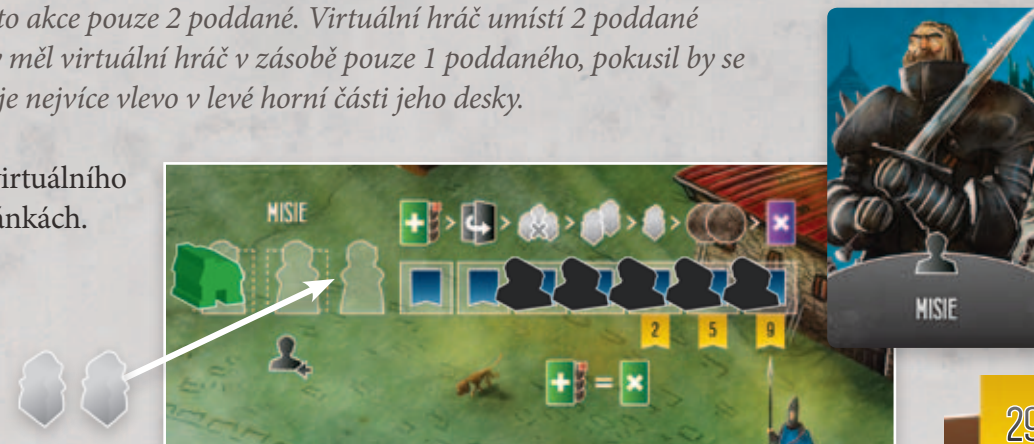 to akce pouze 2 poddané. Virtuální hráč umístí 2 poddané
měl virtuální hráč v zásobě pouze 1 poddaného, pokusil by se
je nejvíce vlevo v levé horní části jeho desky.
virtuálního
ánkách.
MISIE
2 5 9
MISIE
29